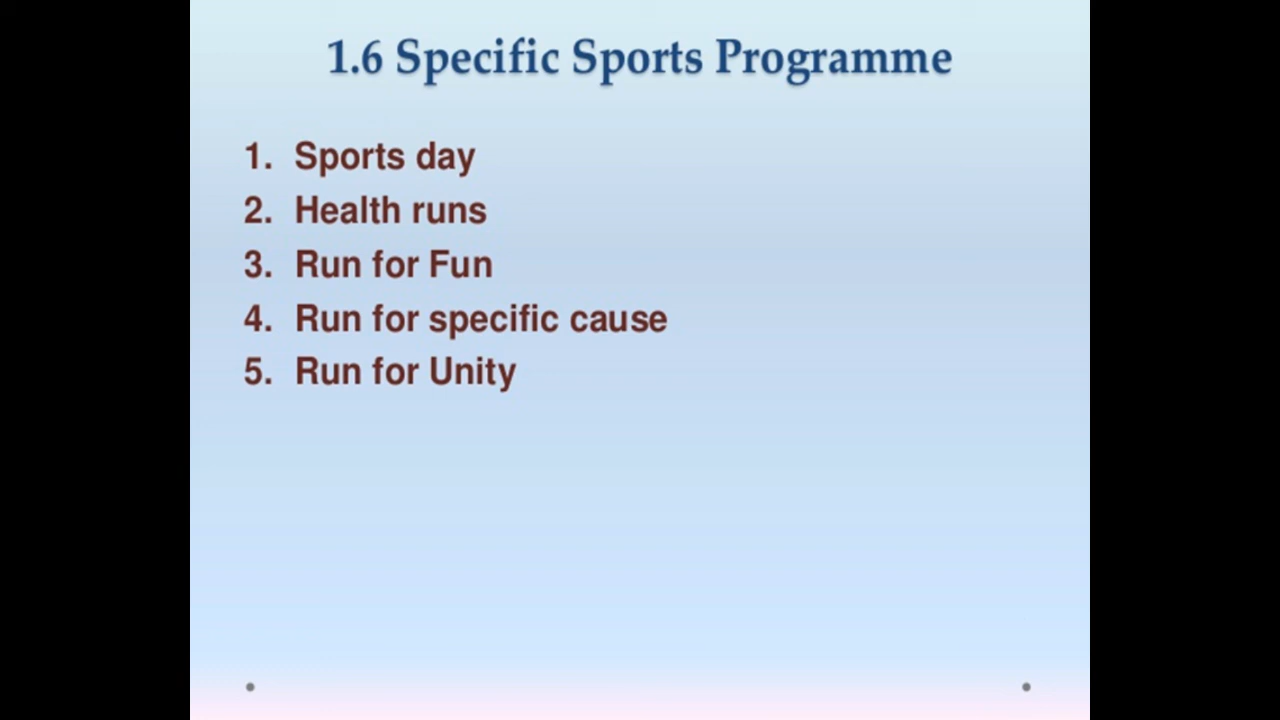 1.6 Specific Sports Programme
1. Sports day
2. Health runs
3. Run for Fun
4. Run for specific cause
5. Run for Unity